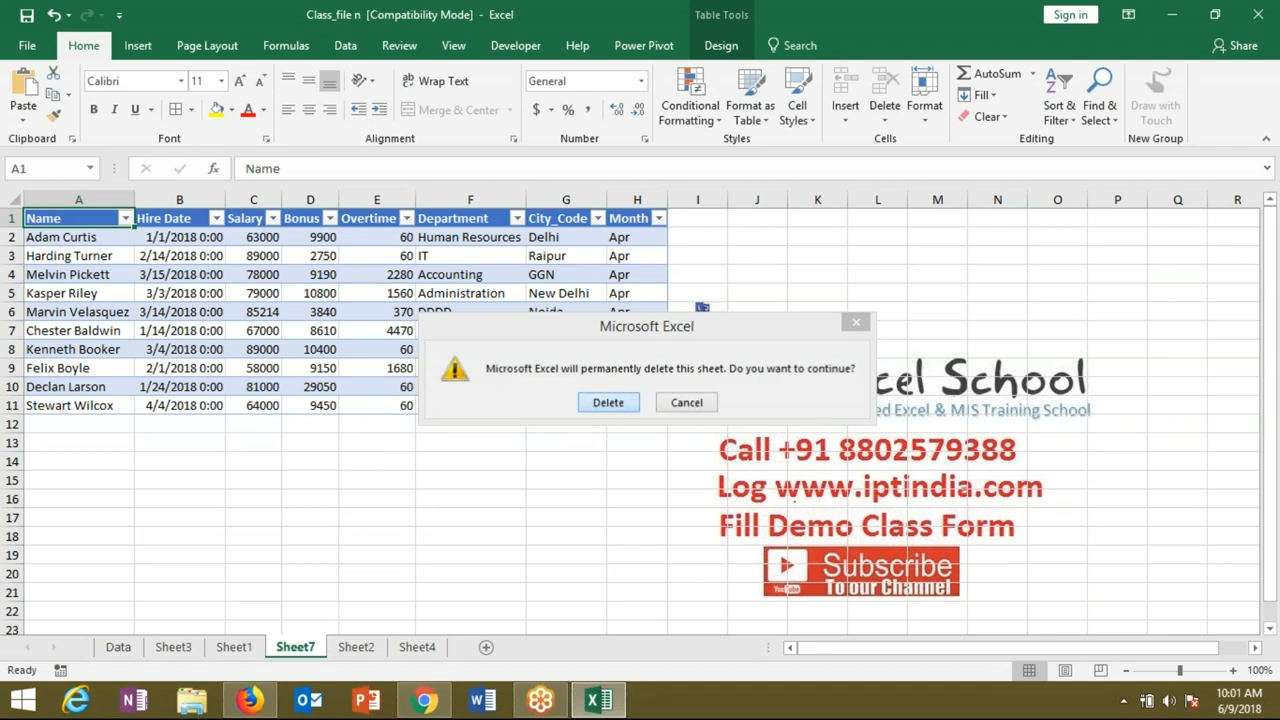 Class_file n [Compatibility Mode] - Excel
Table Tools
Sign in
File Home Insert Page Layout Formulas Data Review View Developer Help Power Pivot Design Search Share
Paste
Calibri 11
B I U
Wrap Text
Merge & Center
General
$ % ,
Conditional Formatting
Format as Table
Cell Styles
Insert
Delete
Format
AutoSum
Fill
Clear
Sort & Filter
Find & Select
Draw with Touch
Clipboard Font Alignment Number Styles Cells Editing New Group
A1 fx Name
A B C D E F G H I J K L M N O P Q R
1 Name Hire Date Salary Bonus Overtime Department City_Code Month
2 Adam Curtis 1/1/2018 0:00 63000 9900 60 Human Resources Delhi Apr
3 Harding Turner 2/14/2018 0:00 89000 2750 60 IT Raipur Apr
4 Melvin Pickett 3/15/2018 0:00 78000 9190 2280 Accounting GGN Apr
5 Kasper Riley 3/3/2018 0:00 79000 10800 1560 Administration New Delhi Apr
6 Marvin Velasquez 3/14/2018 0:00 85214 3840 370 DDDD Noida Apr
7 Chester Baldwin 1/14/2018 0:00 67000 8610 4470
8 Kenneth Booker 3/4/2018 0:00 89000 10400 60
9 Felix Boyle 2/1/2018 0:00 58000 9150 1680
10 Declan Larson 1/24/2018 0:00 81000 29050 60
11 Stewart Wilcox 4/4/2018 0:00 64000 9450 60
12
13
14
15
16
17
18
19
20
21
22
23
Microsoft Excel
Microsoft Excel will permanently delete this sheet. Do you want to continue?
Delete Cancel
cel School
ed Excel & MIS Training School
Call +91 8802579388
Log www.iptindia.com
Fill Demo Class Form
Subscribe
YouTube To our Channel
Data Sheet3 Sheet1 Sheet7 Sheet2 Sheet4
Ready 100%
10:01 AM
6/9/2018